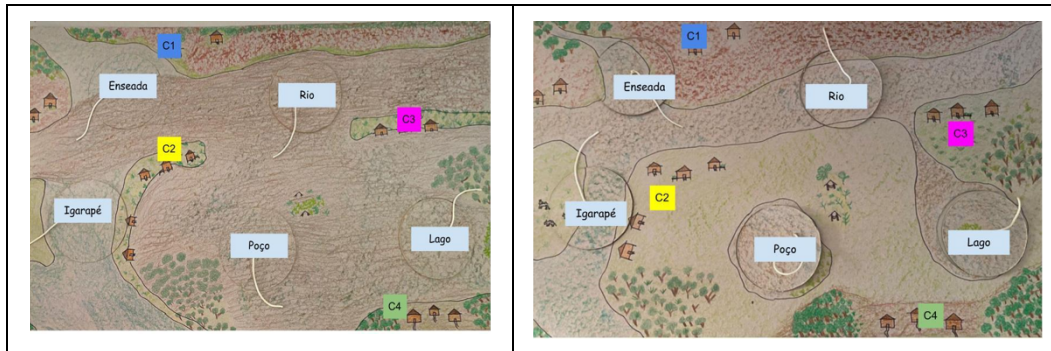 C1
Enseada
Rio
C3
C2
Igarapé
Poço
Lago
C4
C1
Enseada
Rio
C3
C2
Igarapé
Poço
Lago
C4